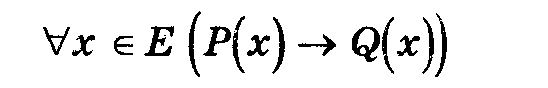 ∀x ∈ E (P(x) → Q(x))